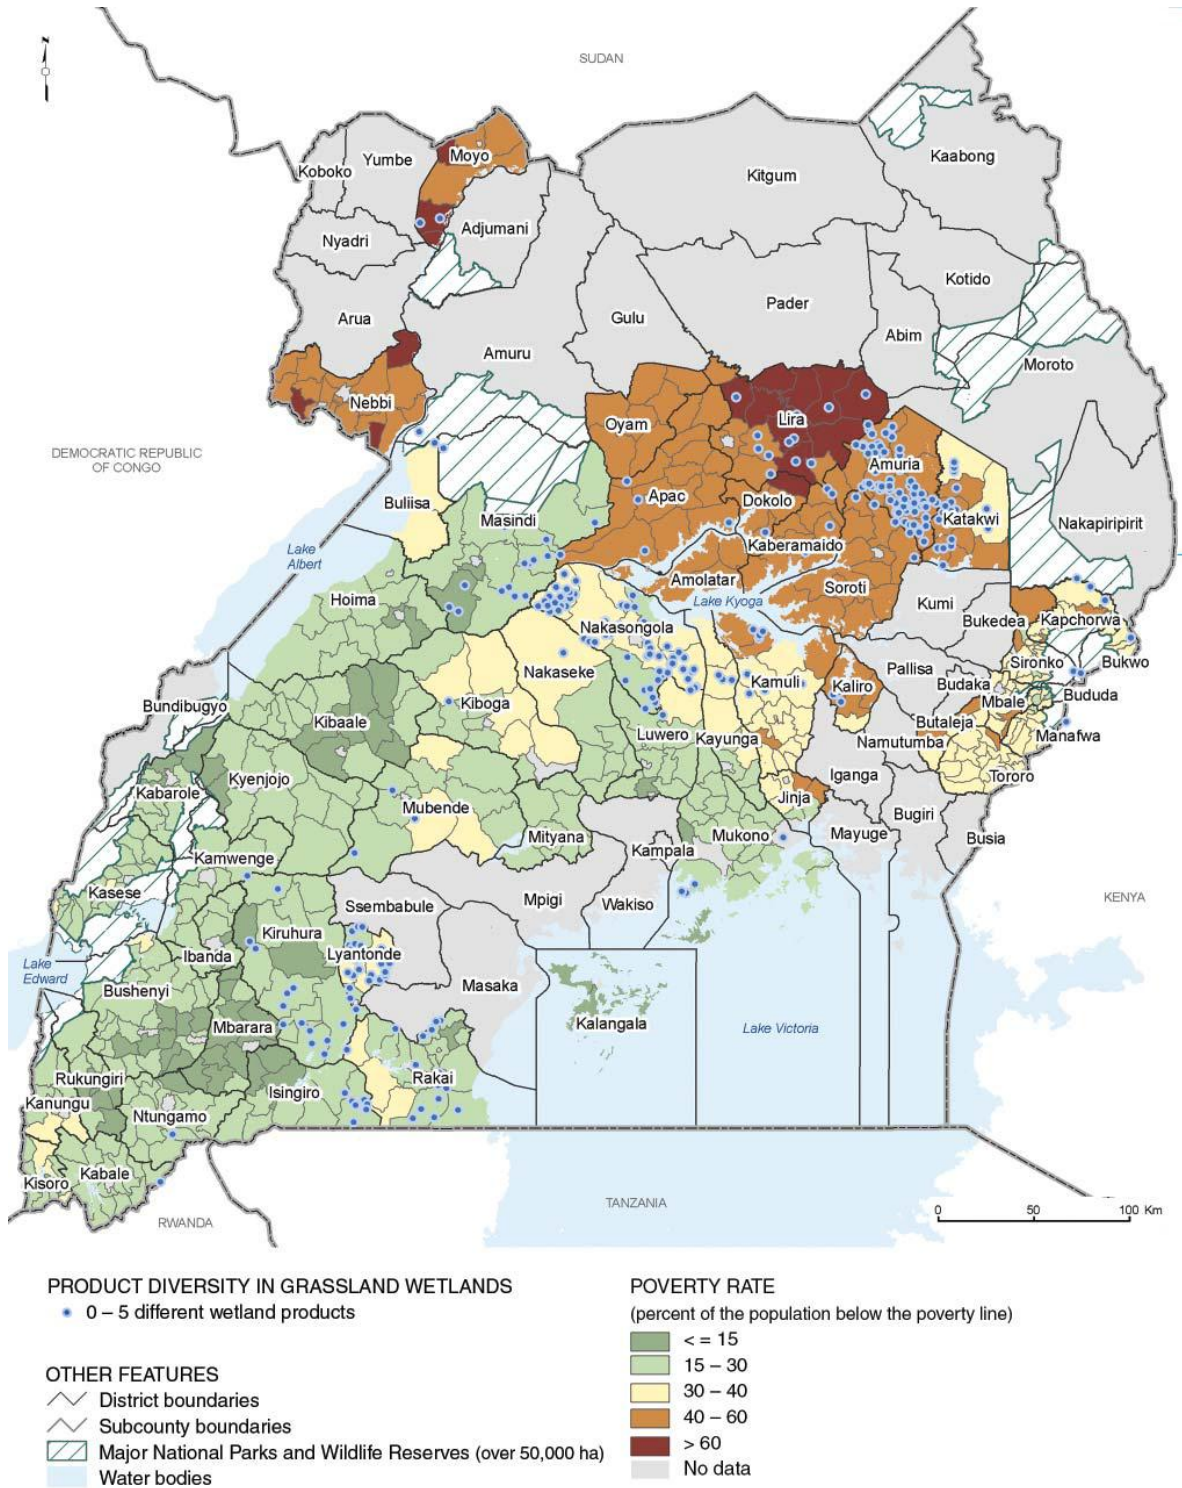 N
SUDAN
Kaabong
Moyo
Yumbe
Koboko
Kitgum
Adjumani
Nyadri
Kotido
Pader
Arua
Gulu
Abim
Amuru
Moroto
Nebbi
Lira
Oyam
DEMOCRATIC REPUBLIC
OF CONGO
Amuria
Apac
Dokolo
Buliisa
Masindi
Katakwi
Nakapiripirit
Kaberamaido
Lake
Albert
Amolatar
Soroti
Hoima
Lake Kyoga
Kumi
Bukedea
Kapchorwa
Nakasongola
Sironko
Bukwo
Pallisa
Nakaseke
Kamuli
Kaliro
Budaka
Bududa
Mbale
Bundibugyo
Kiboga
Kibaale
Butaleja
Luwero
Kayunga
Namutumba
Manafwa
Iganga
Tororo
Kyenjojo
Kabarole
Jinja
Mubende
Bugiri
Mityana
Mukono
Mayuge
Busia
Kampala
Kamwenge
Kasese
Mpigi
Wakiso
KENYA
Ssembabule
Kiruhura
Ibanda
Lyantonde
Lake
Edward
Masaka
Bushenyi
Kalangala
Lake Victoria
Mbarara
Rukungiri
Rakai
Isingiro
Kanungu
Ntungamo
Kabale
Kisoro
TANZANIA
RWANDA
0 50 100 Km
PRODUCT DIVERSITY IN GRASSLAND WETLANDS
0 – 5 different wetland products
OTHER FEATURES
District boundaries
Subcounty boundaries
Major National Parks and Wildlife Reserves (over 50,000 ha)
Water bodies
POVERTY RATE
(percent of the population below the poverty line)
< = 15
15 – 30
30 – 40
40 – 60
> 60
No data